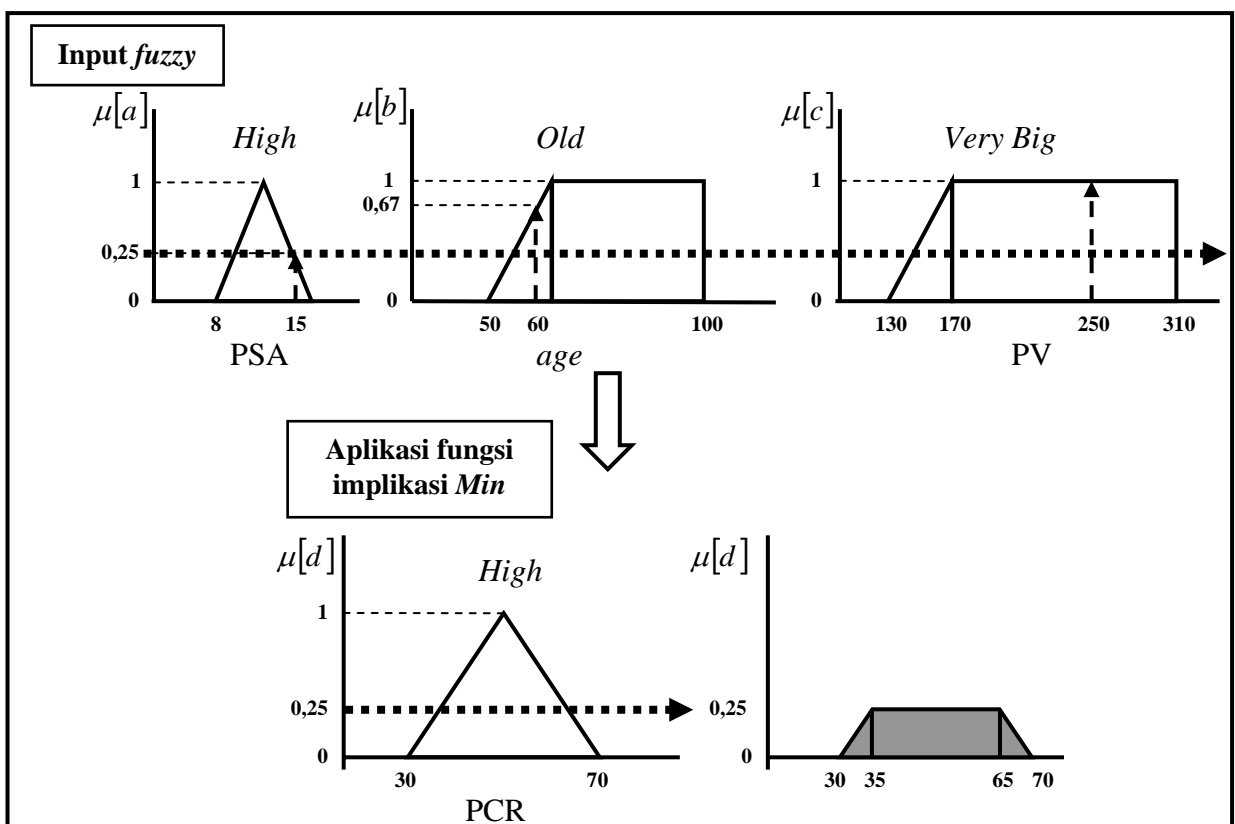 Input fuzzy
μ[a]
High
1
0,25
0
8 15
PSA
μ[b]
Old
1
0,67
0
50 60 100
age
μ[c]
Very Big
1
0
130 170 250 310
PV
Aplikasi fungsi
implikasi Min
μ[d]
High
1
0,25
0
30 70
PCR
μ[d]
0,25
0
30 35 65 70